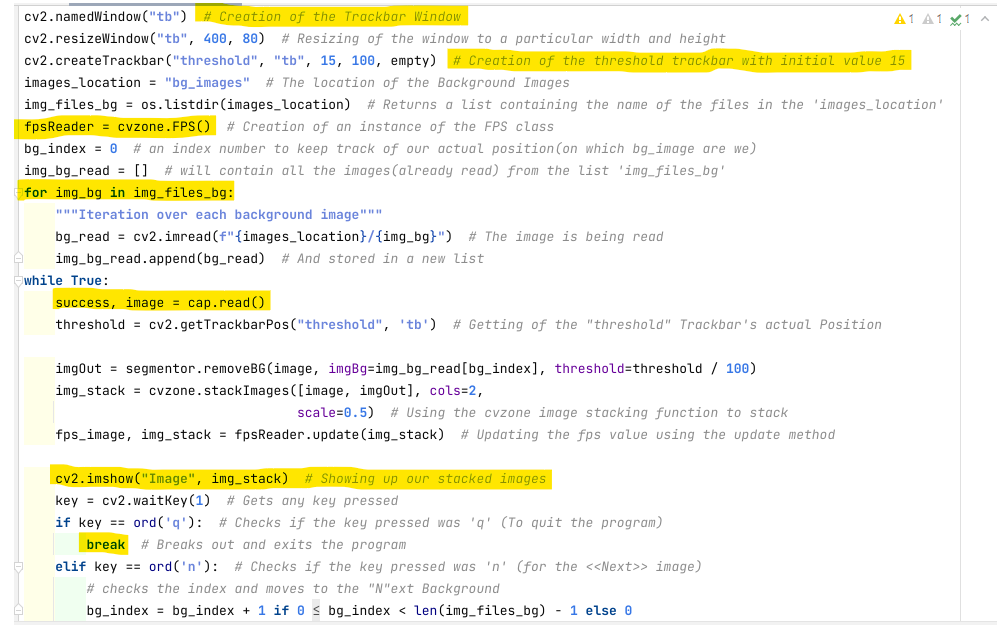 cv2.namedWindow("tb")  # Creation of the Trackbar Window
1 1 1
cv2.resizeWindow("tb", 400, 80)  # Resizing of the window to a particular width and height
cv2.createTrackbar("threshold", "tb", 15, 100, empty)  # Creation of the threshold trackbar with initial value 15
images_location = "bg_images"  # The location of the Background Images
img_files_bg = os.listdir(images_location)  # Returns a list containing the name of the files in the 'images_location'
fpsReader = cvzone.FPS()  # Creation of an instance of the FPS class
bg_index = 0  # an index number to keep track of our actual position(on which bg_image are we)
img_bg_read = []  # will contain all the images(already read) from the list 'img_files_bg'
for img_bg in img_files_bg:
    """Iteration over each background image"""
    bg_read = cv2.imread(f"{images_location}/{img_bg}")  # The image is being read
    img_bg_read.append(bg_read)  # And stored in a new list
while True:
    success, image = cap.read()
    threshold = cv2.getTrackbarPos("threshold", 'tb')  # Getting of the "threshold" Trackbar's actual Position
    imgOut = segmentor.removeBG(image, imgBg=img_bg_read[bg_index], threshold=threshold / 100)
    img_stack = cvzone.stackImages([image, imgOut], cols=2,
                                   scale=0.5)  # Using the cvzone image stacking function to stack
    fps_image, img_stack = fpsReader.update(img_stack)  # Updating the fps value using the update method
    cv2.imshow("Image", img_stack)  # Showing up our stacked images
    key = cv2.waitKey(1)  # Gets any key pressed
    if key == ord('q'):  # Checks if the key pressed was 'q' (To quit the program)
        break  # Breaks out and exits the program
    elif key == ord('n'):  # Checks if the key pressed was 'n' (for the <<Next>> image)
        # checks the index and moves to the "N"ext Background
        bg_index = bg_index + 1 if 0 ≤ bg_index < len(img_files_bg) - 1 else 0